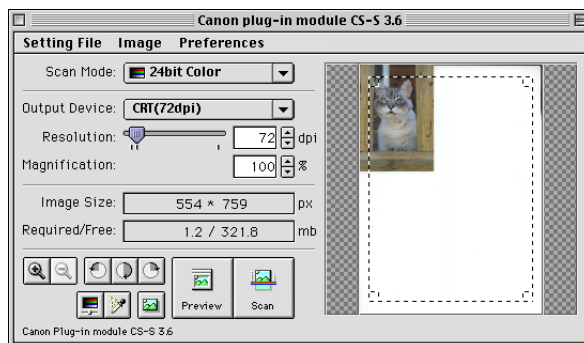 Canon plug-in module CS-S 3.6
Setting File Image Preferences
Scan Mode: 24bit Color
Output Device: CRT(72dpi)
Resolution: 72 dpi
Magnification: 100 %
Image Size: 554 * 759 px
Required/Free: 1.2 / 321.8 mb
Preview Scan
Canon Plug-in module CS-S 3.6